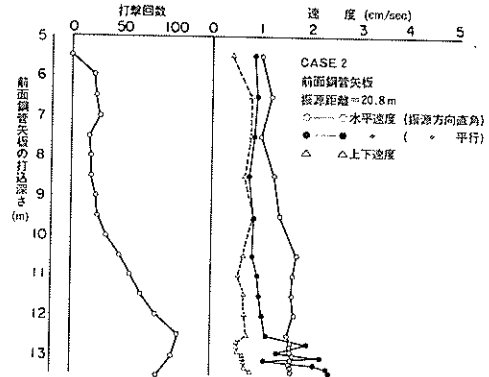 打撃回数
0 50 100
速 度 (cm/sec)
0 1 2 3 4 5
5
6
7
8
9
10
11
12
13
前面鋼管矢板の打込深さ(m)
CASE 2
前面鋼管矢板
振源距離=20.8m
水平速度 (振源方向直角)
〃 ( 〃 平行)
上下速度